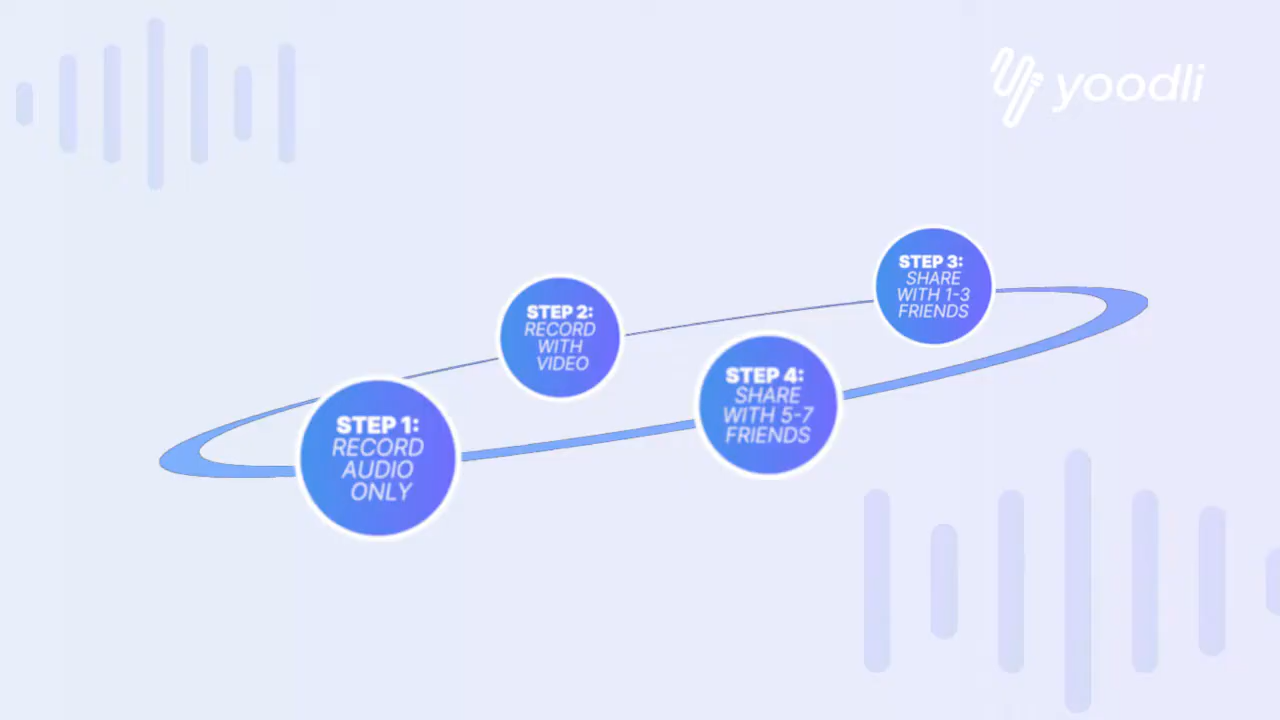 yoodli
STEP 1:
RECORD
AUDIO
ONLY
STEP 2:
RECORD
WITH
VIDEO
STEP 3:
SHARE
WITH 1-3
FRIENDS
STEP 4:
SHARE
WITH 5-7
FRIENDS